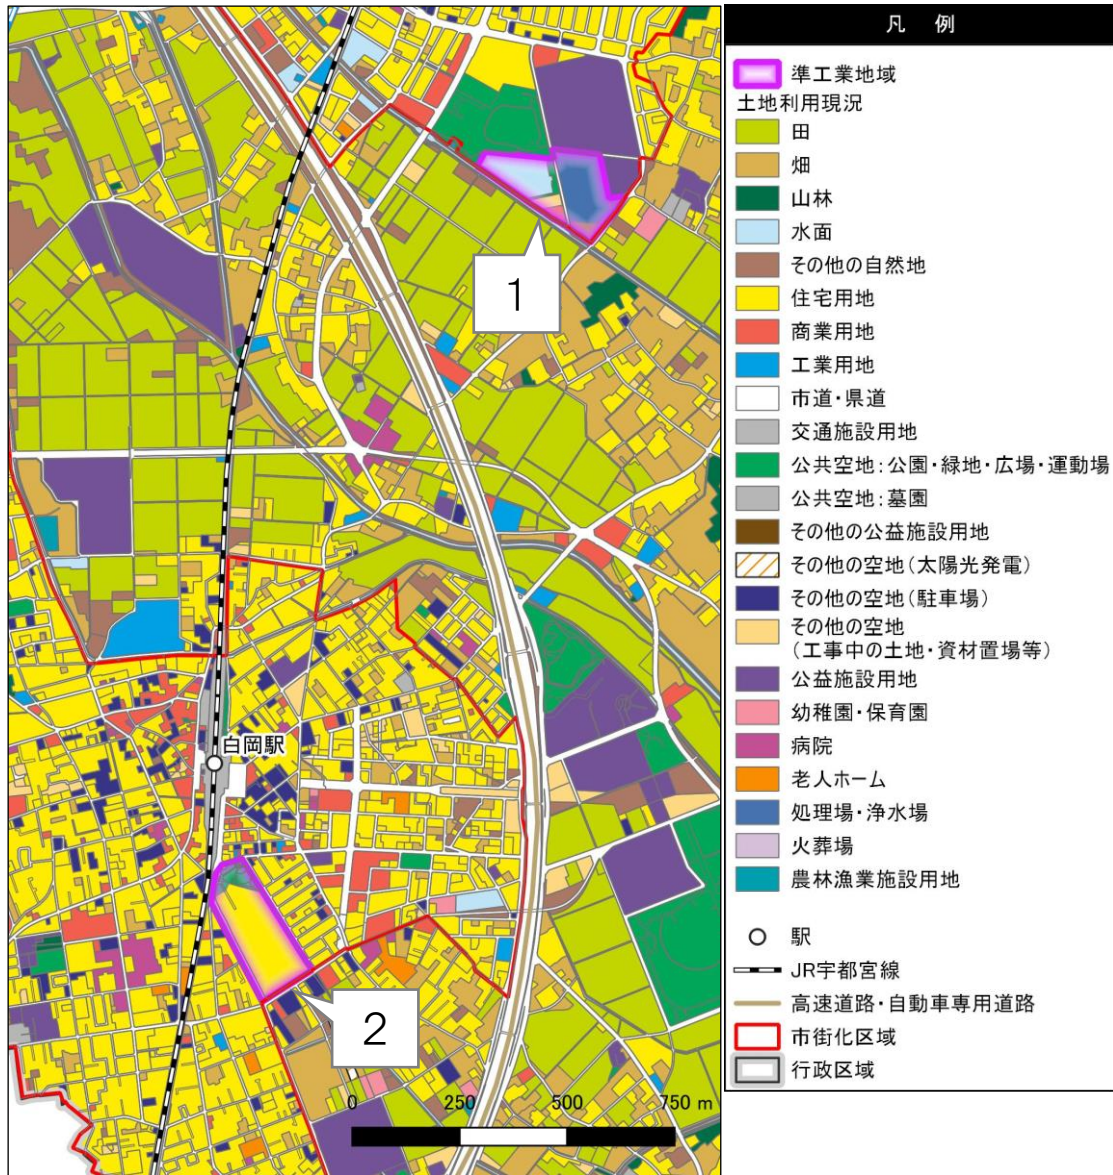 凡 例
準工業地域
土地利用現況
田
畑
山林
水面
その他の自然地
住宅用地
商業用地
工業用地
市道・県道
交通施設用地
公共空地:公園・緑地・広場・運動場
公共空地:墓園
その他の公益施設用地
その他の空地(太陽光発電)
その他の空地(駐車場)
その他の空地
(工事中の土地・資材置場等)
公益施設用地
幼稚園・保育園
病院
老人ホーム
処理場・浄水場
火葬場
農林漁業施設用地
駅
JR宇都宮線
高速道路・自動車専用道路
市街化区域
行政区域
1
白岡駅
2
0 250 500 750 m